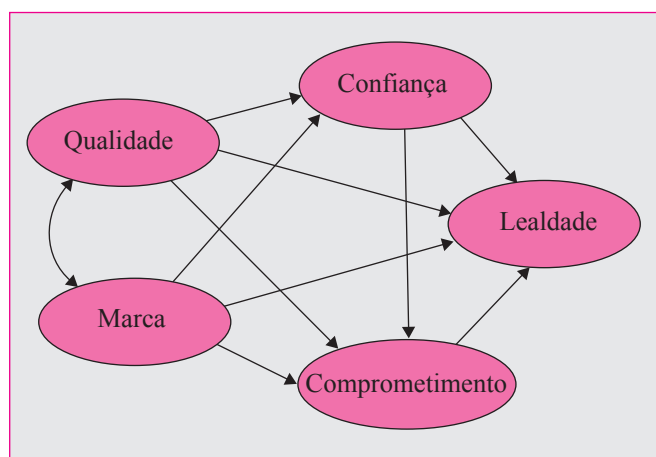 Confiança
Qualidade
Lealdade
Marca
Comprometimento